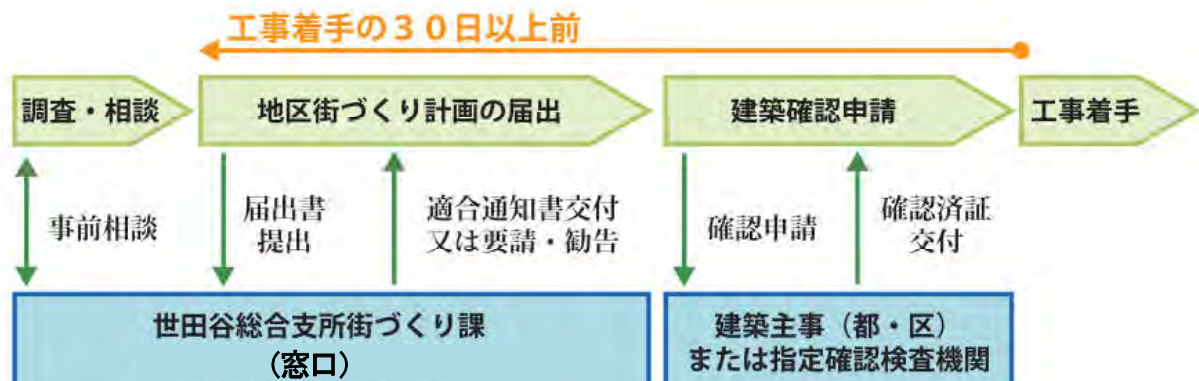 工事着手の３０日以上前
調査・相談
地区街づくり計画の届出
建築確認申請
工事着手
事前相談
届出書
提出
適合通知書交付
又は要請・勧告
確認申請
確認済証
交付
世田谷総合支所街づくり課
（窓口）
建築主事（都・区）
または指定確認検査機関